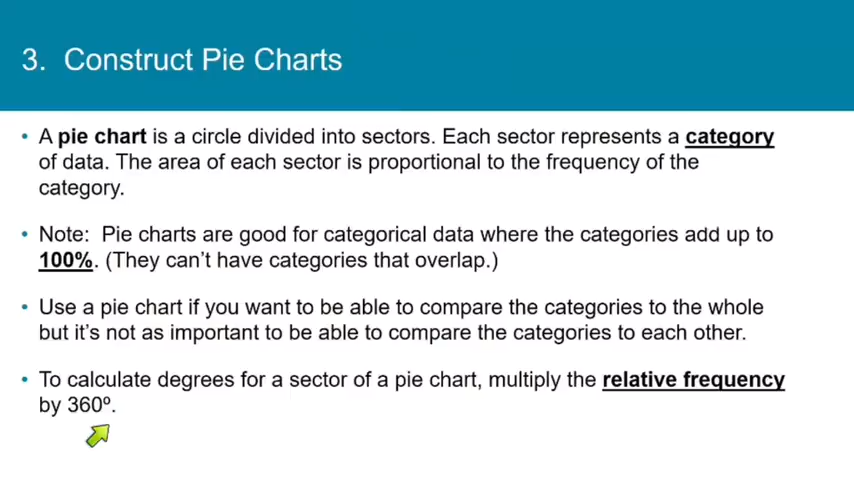 3. Construct Pie Charts
• A pie chart is a circle divided into sectors. Each sector represents a category
of data. The area of each sector is proportional to the frequency of the
category.
• Note: Pie charts are good for categorical data where the categories add up to
100%. (They can't have categories that overlap.)
• Use a pie chart if you want to be able to compare the categories to the whole
but it's not as important to be able to compare the categories to each other.
• To calculate degrees for a sector of a pie chart, multiply the relative frequency
by 360º.